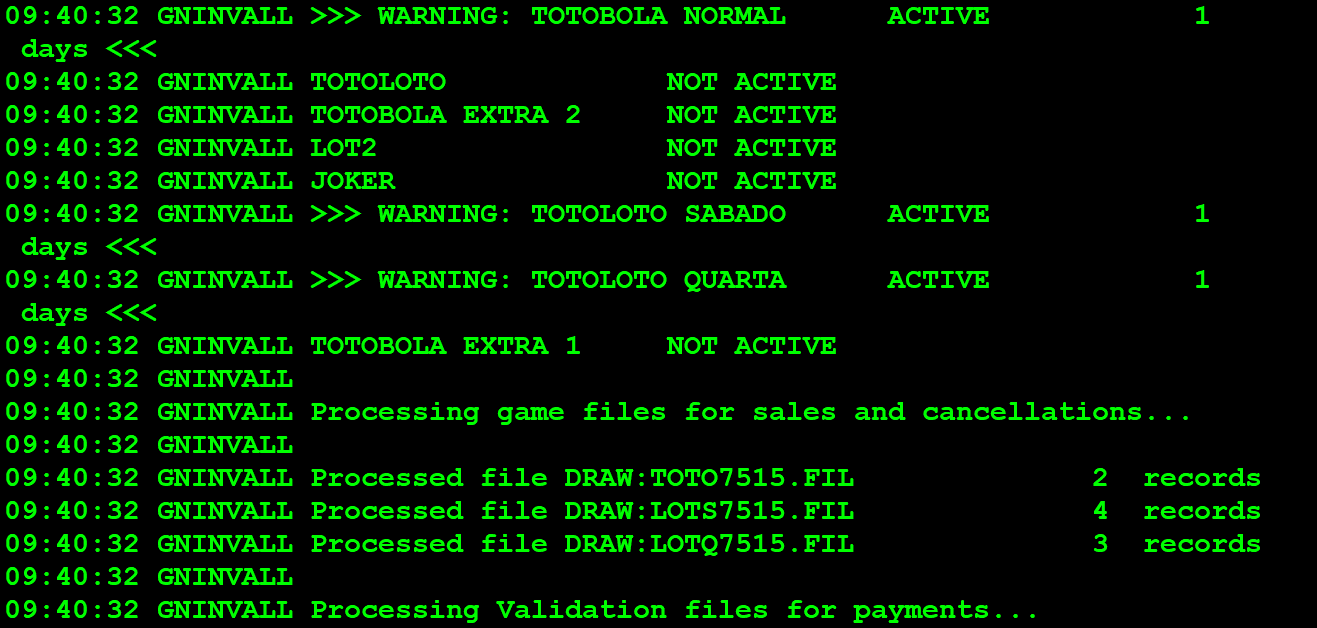 09:40:32 GNINVALL >>> WARNING: TOTOBOLA NORMAL      ACTIVE            1
 days <<<
09:40:32 GNINVALL TOTOLOTO             NOT ACTIVE
09:40:32 GNINVALL TOTOBOLA EXTRA 2     NOT ACTIVE
09:40:32 GNINVALL LOT2                 NOT ACTIVE
09:40:32 GNINVALL JOKER                NOT ACTIVE
09:40:32 GNINVALL >>> WARNING: TOTOLOTO SABADO      ACTIVE            1
 days <<<
09:40:32 GNINVALL >>> WARNING: TOTOLOTO QUARTA      ACTIVE            1
 days <<<
09:40:32 GNINVALL TOTOBOLA EXTRA 1     NOT ACTIVE
09:40:32 GNINVALL
09:40:32 GNINVALL Processing game files for sales and cancellations...
09:40:32 GNINVALL
09:40:32 GNINVALL Processed file DRAW:TOTO7515.FIL              2  records
09:40:32 GNINVALL Processed file DRAW:LOTS7515.FIL              4  records
09:40:32 GNINVALL Processed file DRAW:LOTQ7515.FIL              3  records
09:40:32 GNINVALL
09:40:32 GNINVALL Processing Validation files for payments...